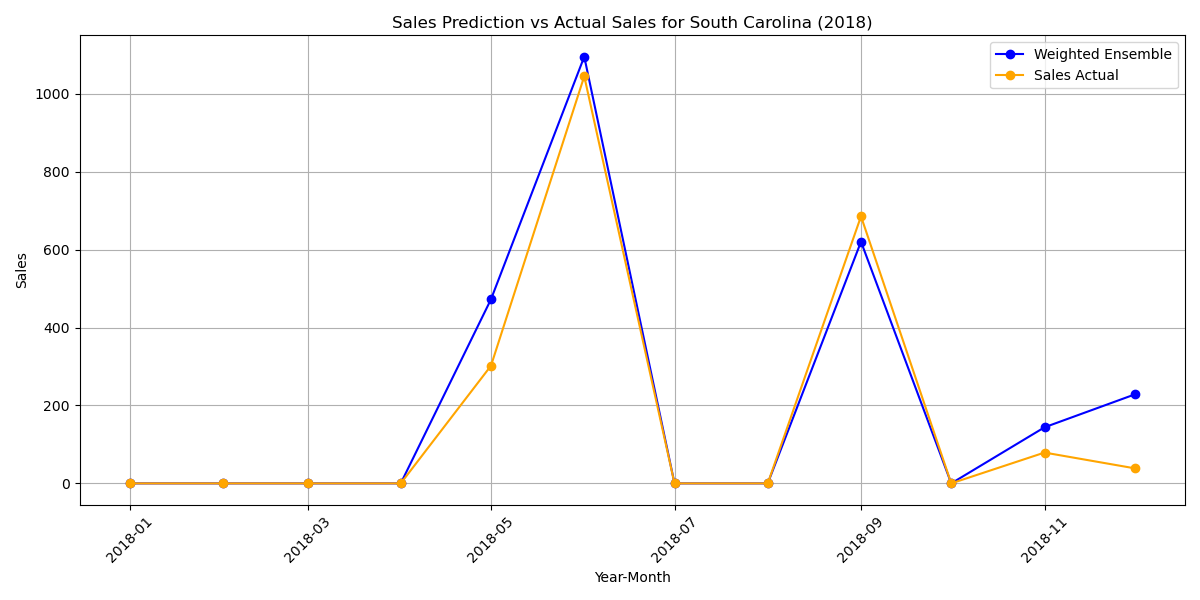 Sales Prediction vs Actual Sales for South Carolina (2018)
Weighted Ensemble
Sales Actual
1000
800
600
400
200
0
Sales
2018-01
2018-03
2018-05
2018-07
2018-09
2018-11
Year-Month